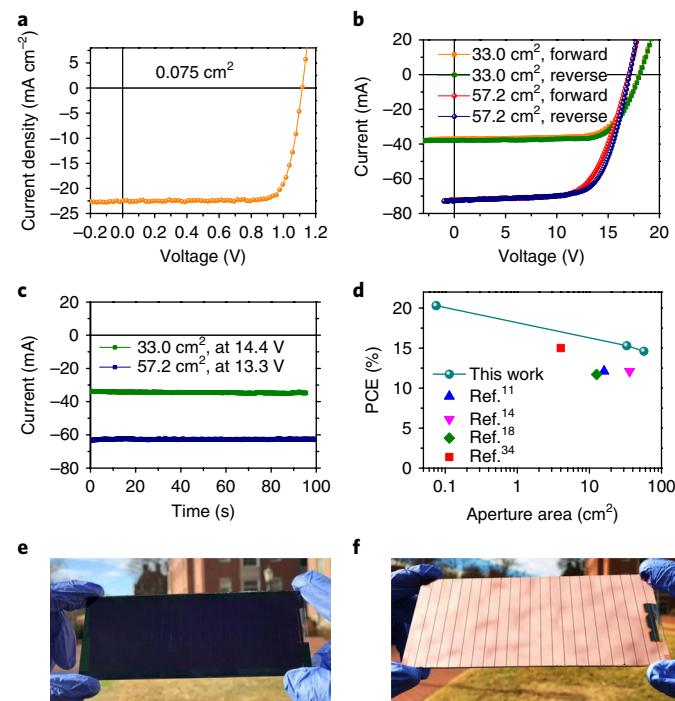 a
Current density (mA cm⁻²)
5
0
−5
−10
−15
−20
−25
0.075 cm²
−0.2 0.0 0.2 0.4 0.6 0.8 1.0 1.2
Voltage (V)
b
Current (mA)
20
0
−20
−40
−60
−80
33.0 cm², forward
33.0 cm², reverse
57.2 cm², forward
57.2 cm², reverse
0 5 10 15 20
Voltage (V)
c
Current (mA)
20
0
−20
−40
−60
−80
33.0 cm², at 14.4 V
57.2 cm², at 13.3 V
0 20 40 60 80 100
Time (s)
d
PCE (%)
20
15
10
5
0
This work
Ref.¹¹
Ref.¹⁴
Ref.¹⁸
Ref.³⁴
0.1 1 10 100
Aperture area (cm²)
e
f